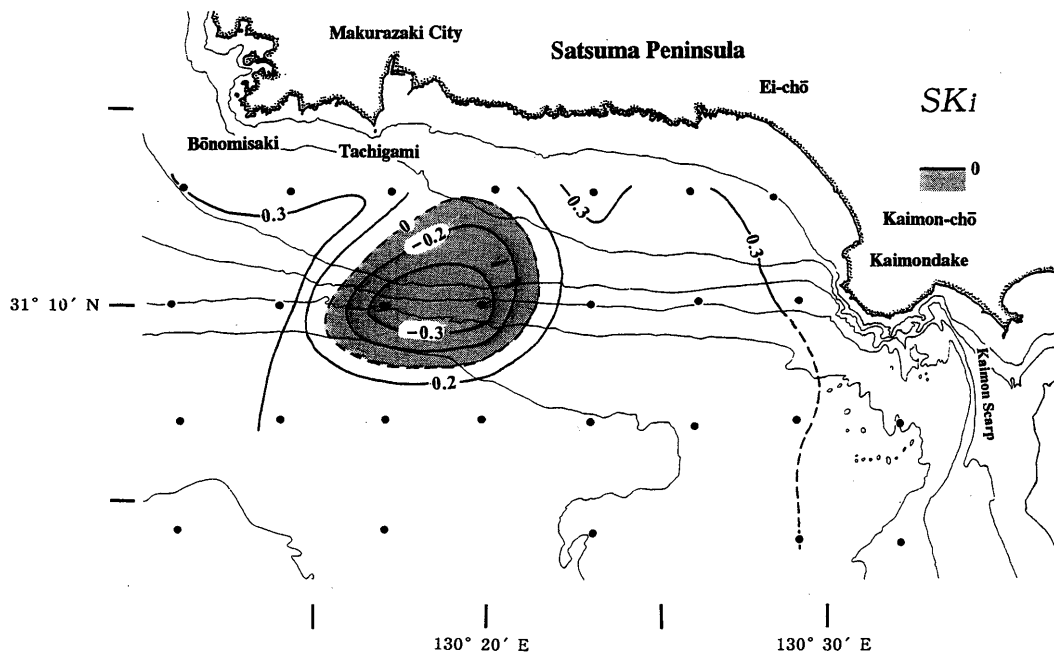 Makurazaki City
Satsuma Peninsula
Ei-chō
SKi
0
Bōnomisaki
Tachigami
Kaimon-chō
Kaimondake
0.3
0
-0.2
-0.3
0.2
0.3
0.3
31° 10′ N
Kaimon Scarp
130° 20′ E
130° 30′ E